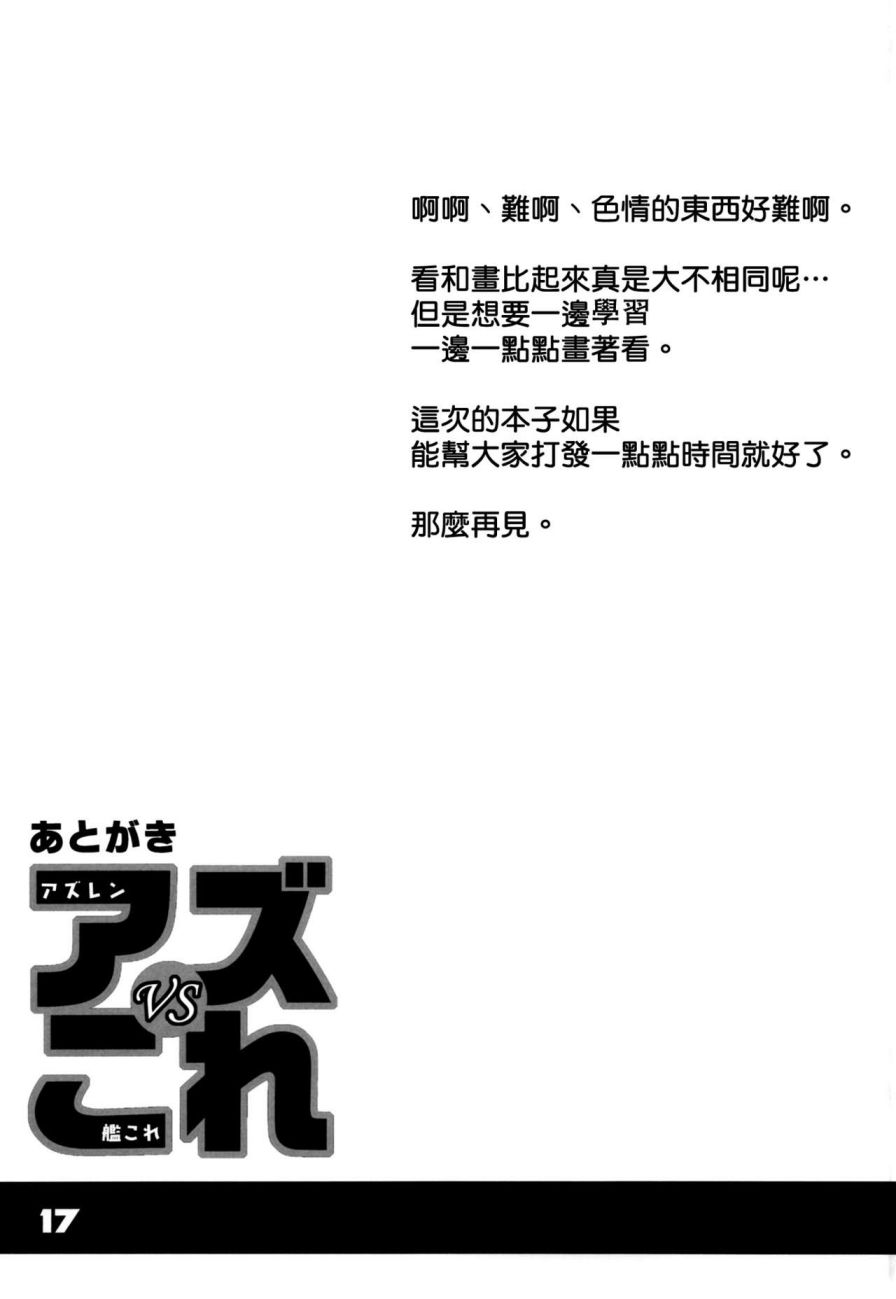 啊啊、難啊、色情的東西好難啊。
看和畫比起來真是大不相同呢…
但是想要一邊學習
一邊一點點畫著看。
這次的本子如果
能幫大家打發一點點時間就好了。
那麼再見。
あとがき
アズレン
アズ
VS
これ
艦これ
17